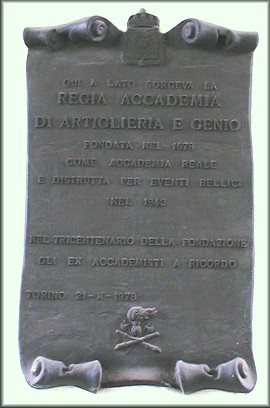 QUI A LATO SORGEVA LA
REGIA ACCADEMIA
DI ARTIGLIERIA E GENIO
FONDATA NEL 1678
COME ACCADEMIA REALE
E DISTRUTTA PER EVENTI BELLICI
NEL 1942
NEL TRICENTENARIO DELLA FONDAZIONE
GLI EX ACCADEMISTI A RICORDO
TORINO 21-X-1978